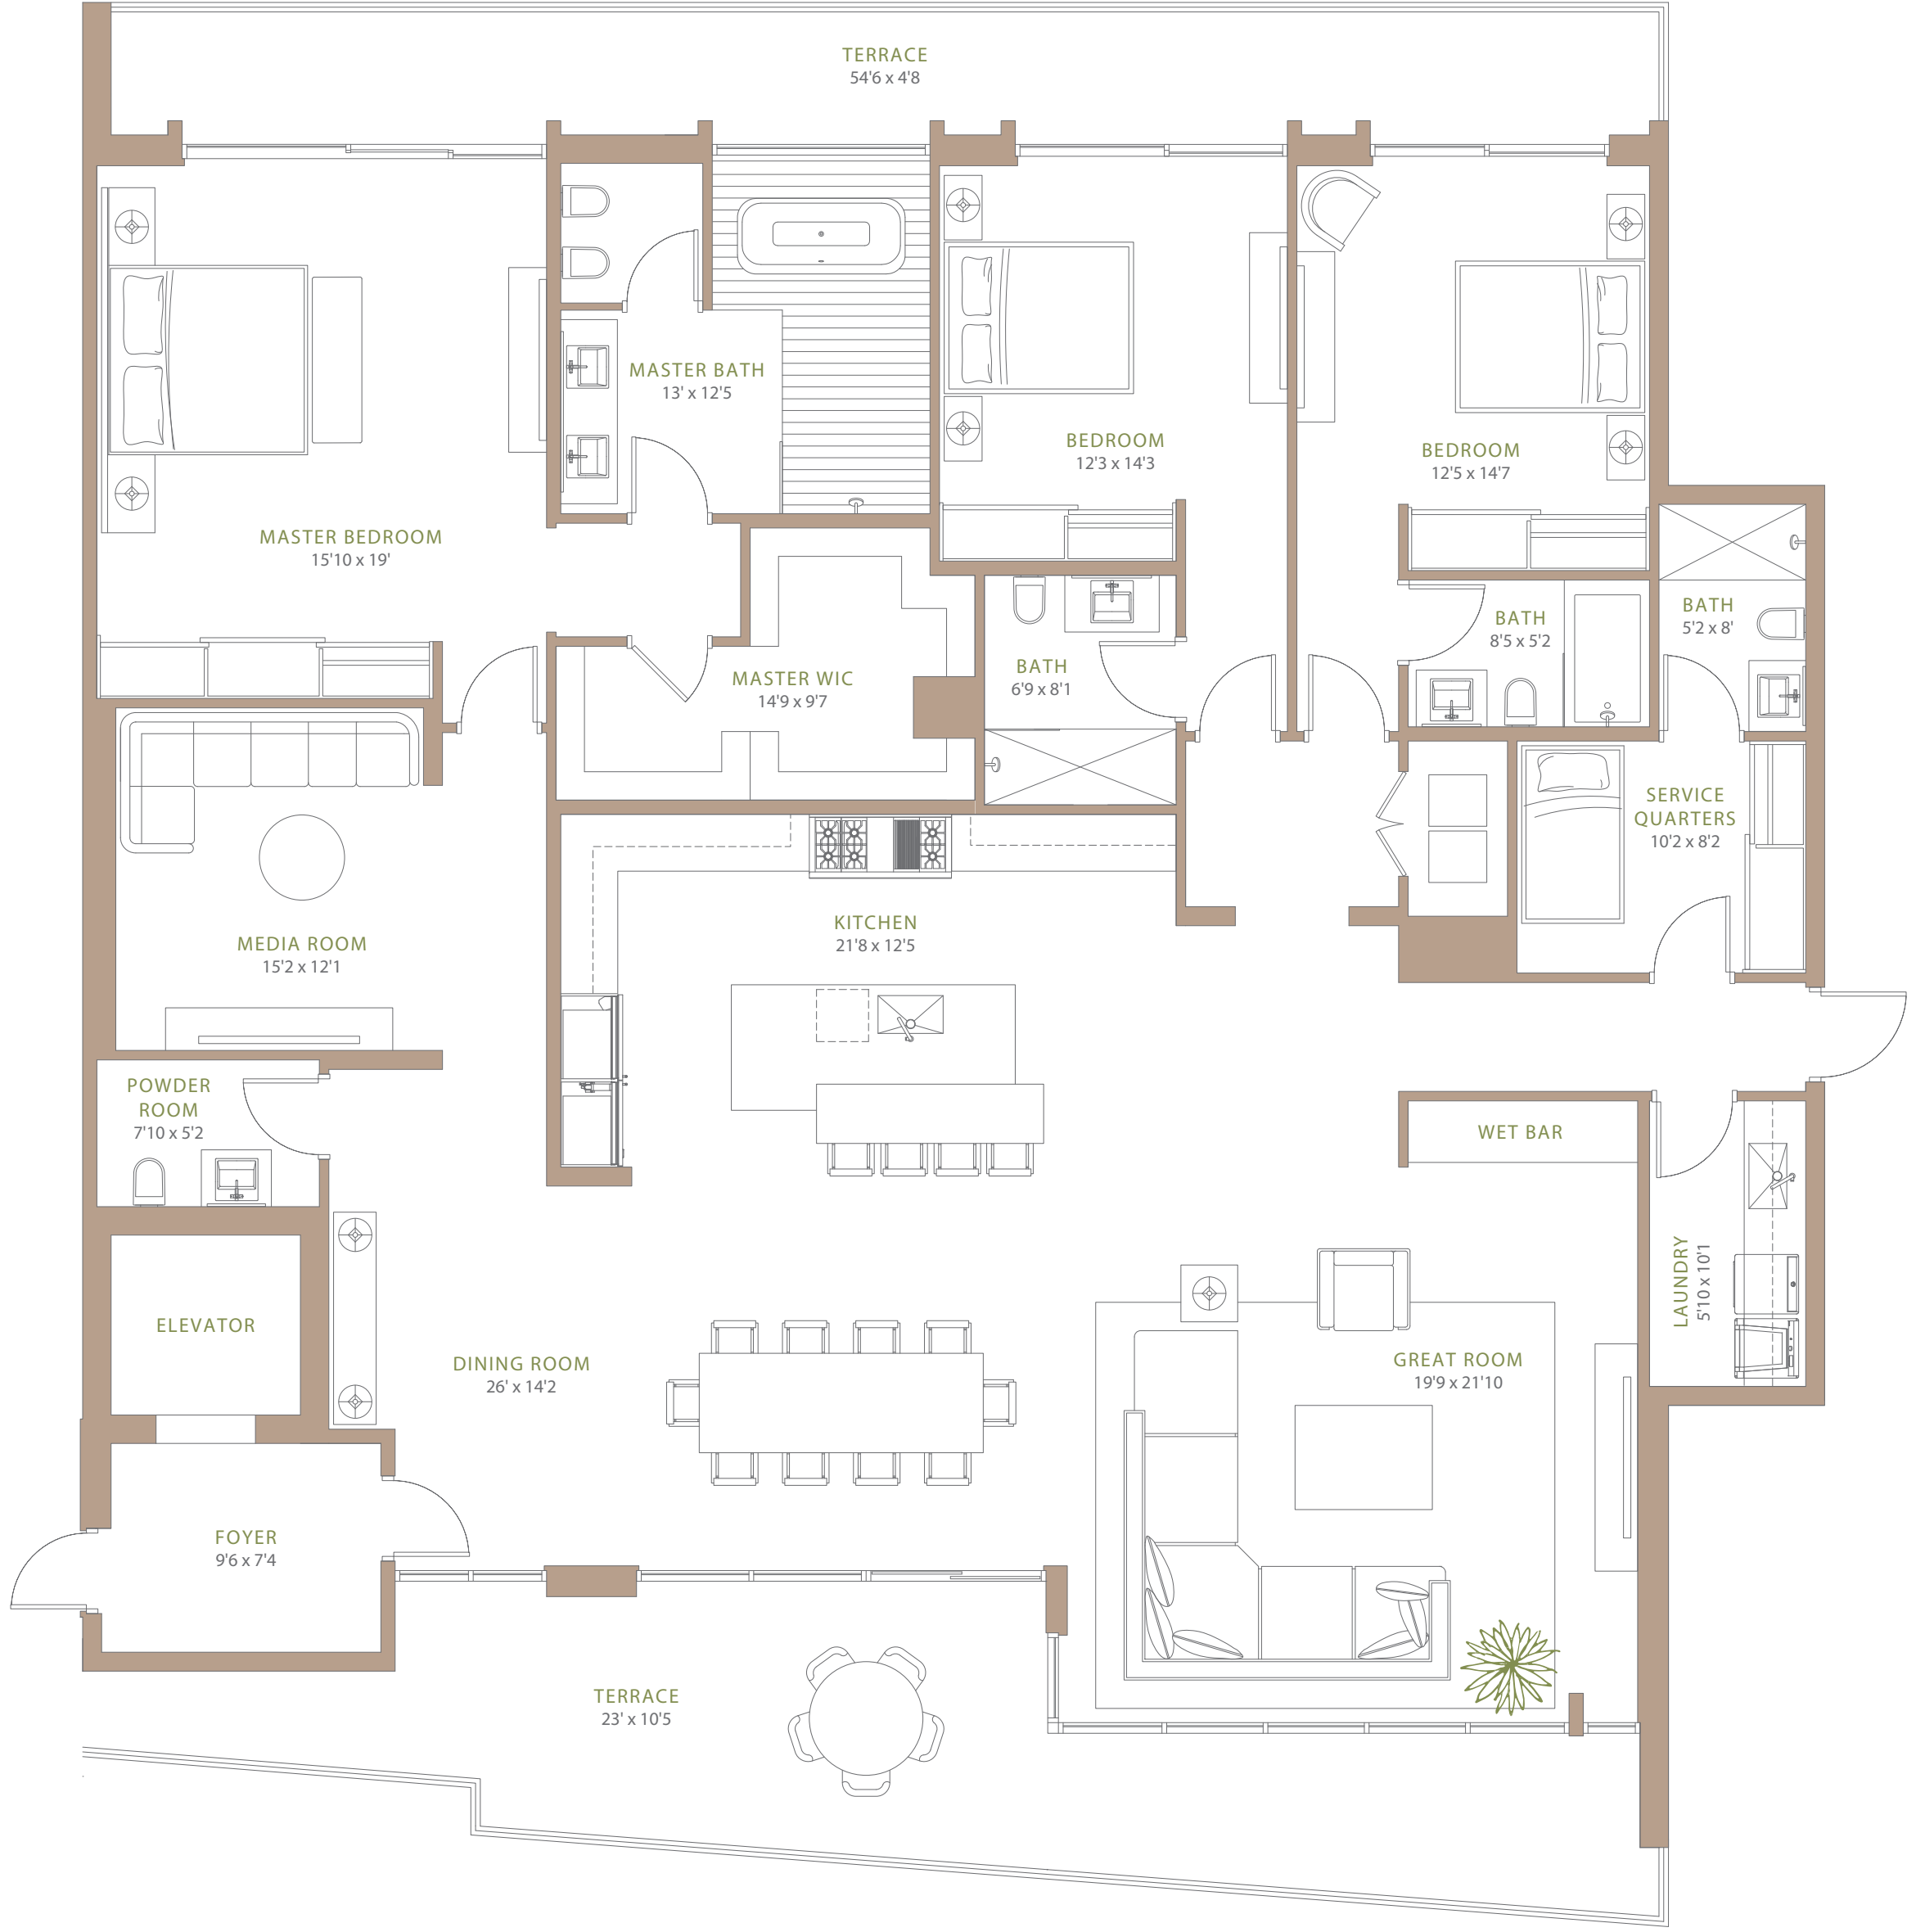 TERRACE
54'6 x 4'8
MASTER BATH
13' x 12'5
BEDROOM
12'3 x 14'3
BEDROOM
12'5 x 14'7
MASTER BEDROOM
15'10 x 19'
BATH
5'2 x 8'
BATH
8'5 x 5'2
BATH
6'9 x 8'1
MASTER WIC
14'9 x 9'7
SERVICE
QUARTERS
10'2 x 8'2
KITCHEN
21'8 x 12'5
MEDIA ROOM
15'2 x 12'1
POWDER
ROOM
7'10 x 5'2
WET BAR
LAUNDRY
5'10 x 10'1
ELEVATOR
DINING ROOM
26' x 14'2
GREAT ROOM
19'9 x 21'10
FOYER
9'6 x 7'4
TERRACE
23' x 10'5